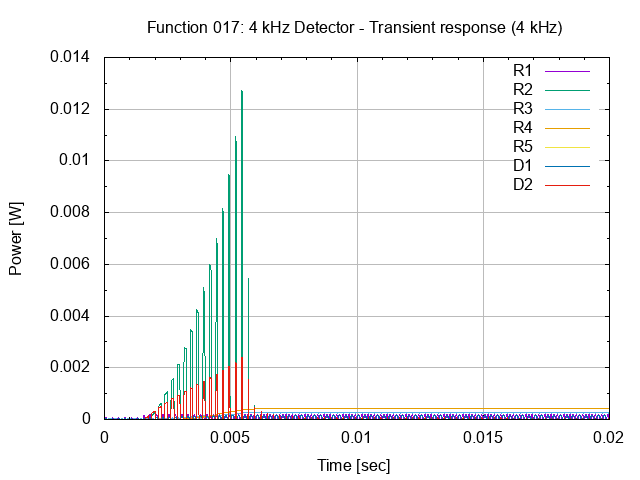 Function 017: 4 kHz Detector - Transient response (4 kHz)
0.014
0.012
0.01
0.008
0.006
0.004
0.002
0
Power [W]
R1
R2
R3
R4
R5
D1
D2
0 0.005 0.01 0.015 0.02
Time [sec]